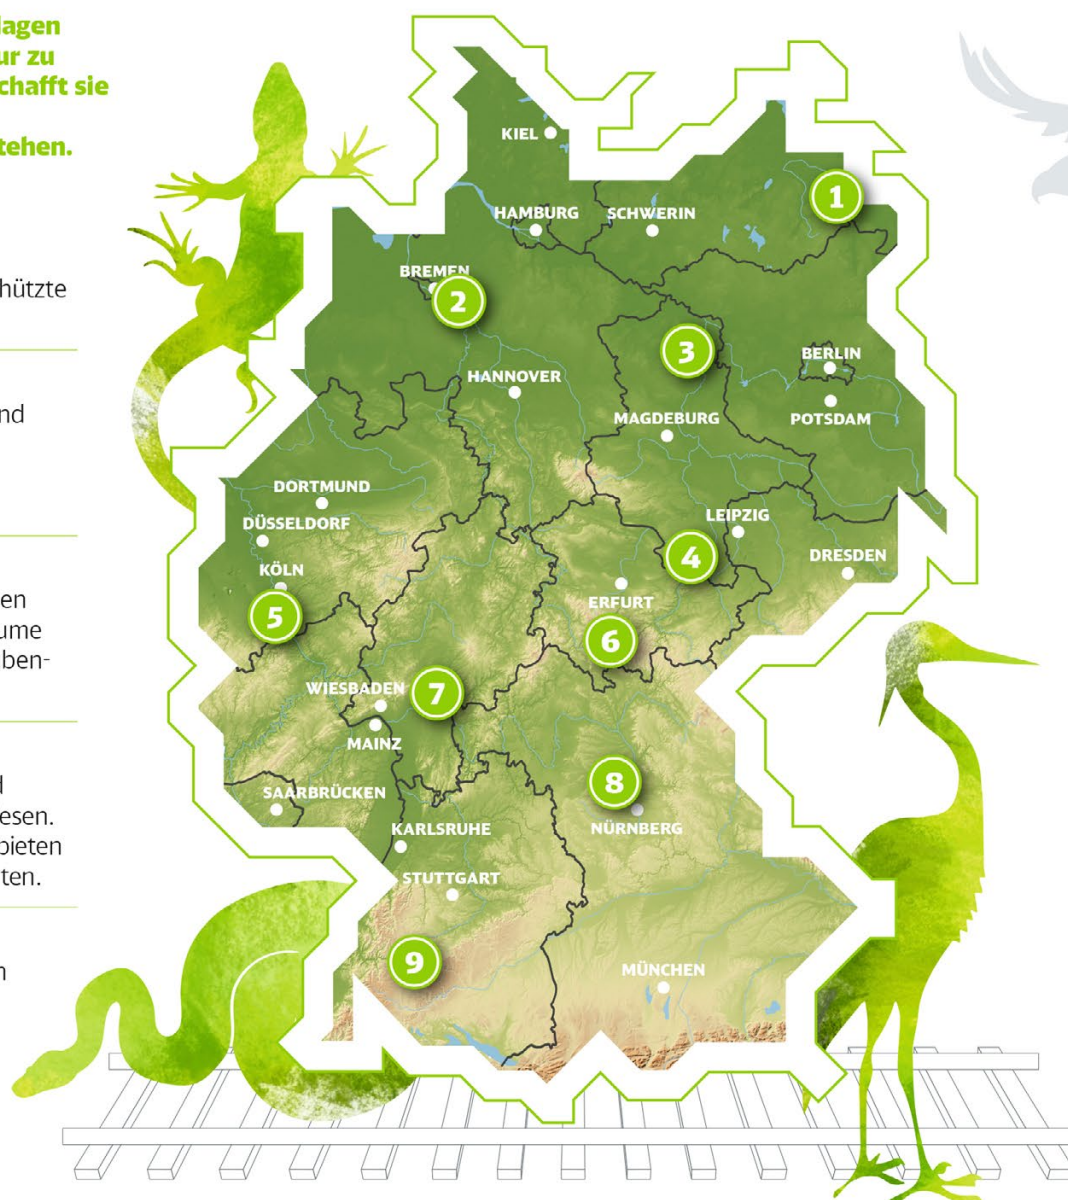 lagen
ur zu
chafft sie
tehen.
hützte
nd
en
ume
ben-
d
esen.
bieten
ten.
n
KIEL
1
HAMBURG
SCHWERIN
BREMEN
2
3
BERLIN
HANNOVER
MAGDEBURG
POTSDAM
DORTMUND
LEIPZIG
DÜSSELDORF
4
DRESDEN
KÖLN
ERFURT
5
6
WIESBADEN
7
MAINZ
8
SAARBRÜCKEN
KARLSRUHE
NÜRNBERG
STUTTGART
9
MÜNCHEN